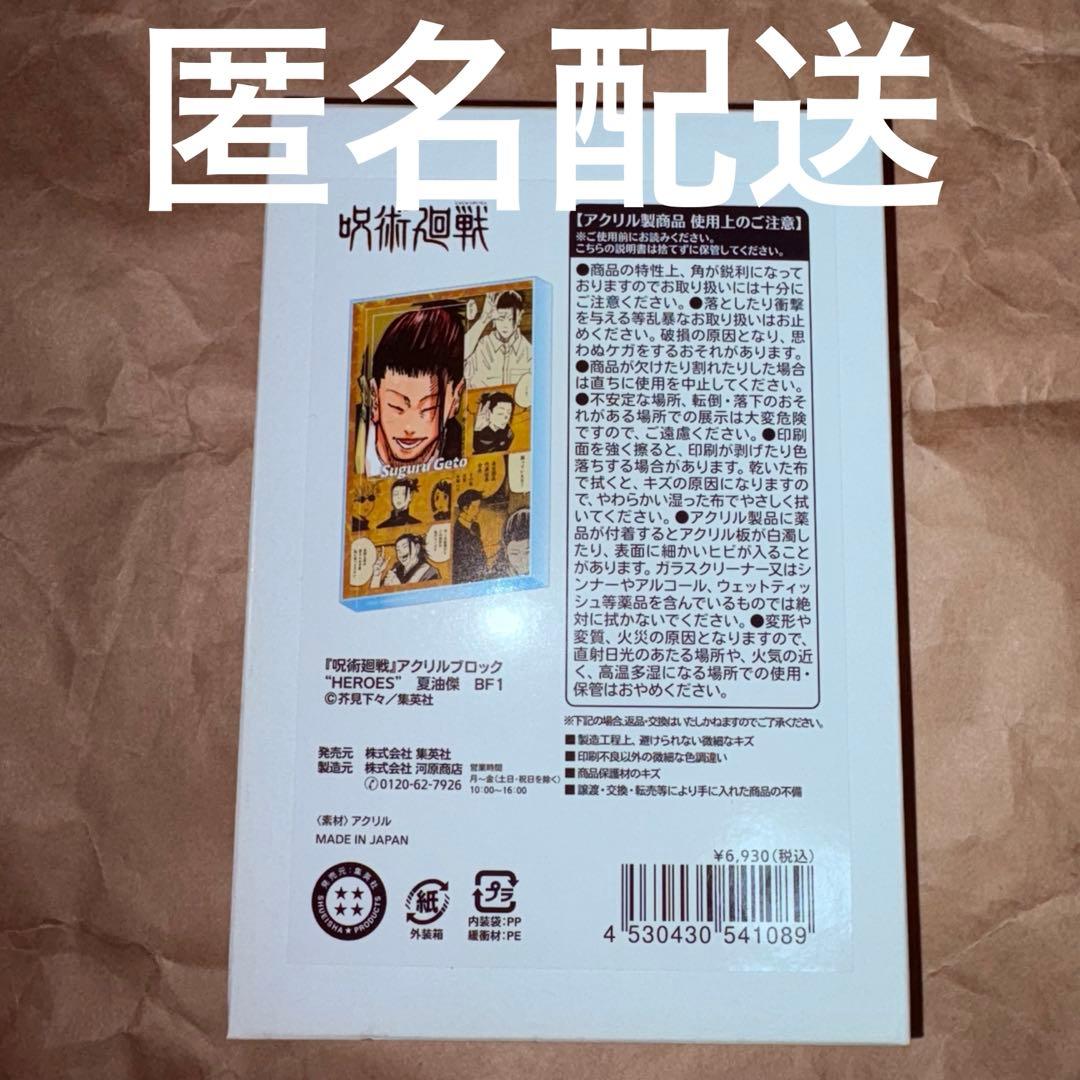 匿名配送
呪術廻戦
Suguru Geto
『呪術廻戦』アクリルブロック
“HEROES” 夏油傑 BF1
©芥見下々／集英社
発売元 株式会社 集英社
製造元 株式会社 河原商店
0120-62-7926
営業時間
月～金(土日・祝日を除く)
10:00～16:00
〈素材〉アクリル
MADE IN JAPAN
発売元:集英社
SHUEISHA★PRODUCTS
紙
外装箱
プラ
内装袋:PP
緩衝材:PE
【アクリル製商品 使用上のご注意】
※ご使用前にお読みください。
こちらの説明書は捨てずに保管してください。
●商品の特性上、角が鋭利になって
おりますのでお取り扱いには十分に
ご注意ください。●落としたり衝撃
を与える等乱暴なお取り扱いはお止
めください。破損の原因となり、思
わぬケガをするおそれがあります。
●商品が欠けたり割れたりした場合
は直ちに使用を中止してください。
●不安定な場所、転倒・落下のおそ
れがある場所での展示は大変危険
ですので、ご遠慮ください。●印刷
面を強く擦ると、印刷が剥げたり色
落ちする場合があります。乾いた布
で拭くと、キズの原因になりますの
で、やわらかい湿った布でやさしく拭
いてください。●アクリル製品に薬
品が付着するとアクリル板が白濁し
たり、表面に細かいヒビが入ること
があります。ガラスクリーナー又はシ
ンナーやアルコール、ウェットティッ
シュ等薬品を含んでいるものでは絶
対に拭かないでください。●変形や
変質、火災の原因となりますので、
直射日光のあたる場所や、火気の近
く、高温多湿になる場所での使用・
保管はおやめください。
※下記の場合、返品・交換はいたしかねますのでご了承ください。
■製造工程上、避けられない微細なキズ
■印刷不良以外の微細な色調違い
■商品保護材のキズ
■譲渡・交換・転売等により手に入れた商品の不備
￥6,930(税込)
4 530430 541089